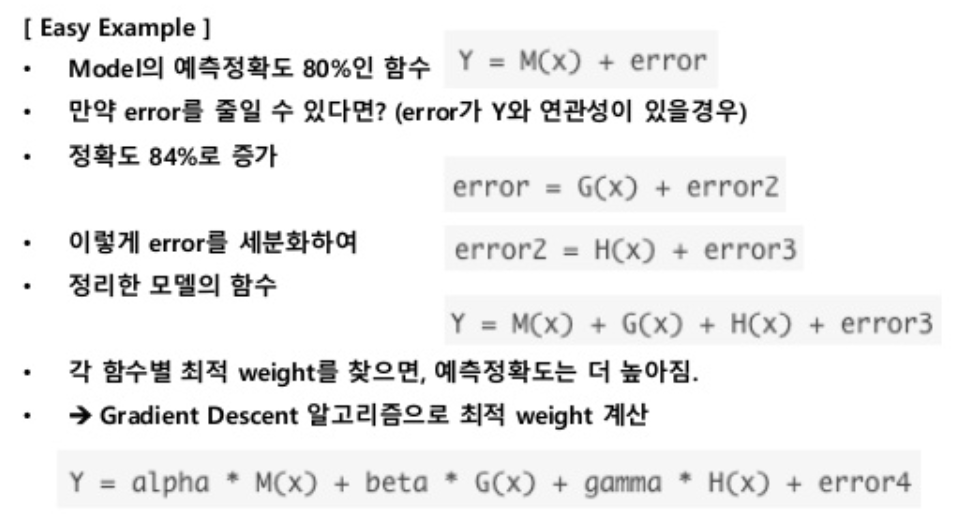 [ Easy Example ]
• Model의 예측정확도 80%인 함수 Y = M(x) + error
• 만약 error를 줄일 수 있다면? (error가 Y와 연관성이 있을경우)
• 정확도 84%로 증가
error = G(x) + error2
• 이렇게 error를 세분화하여 error2 = H(x) + error3
• 정리한 모델의 함수
Y = M(x) + G(x) + H(x) + error3
• 각 함수별 최적 weight를 찾으면, 예측정확도는 더 높아짐.
• → Gradient Descent 알고리즘으로 최적 weight 계산
Y = alpha * M(x) + beta * G(x) + gamma * H(x) + error4